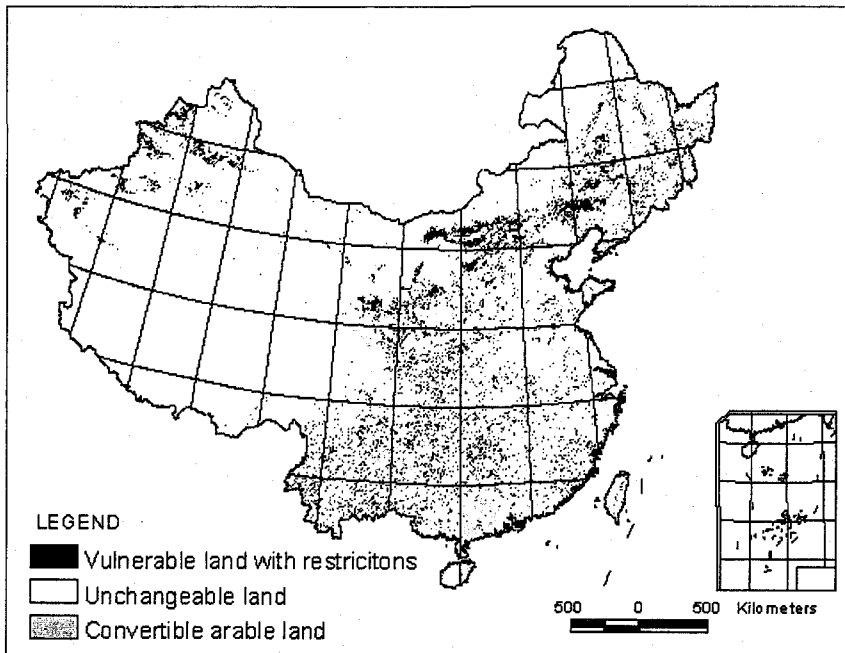 LEGEND
Vulnerable land with restricitons
Unchangeable land
Convertible arable land
500 0 500 Kilometers